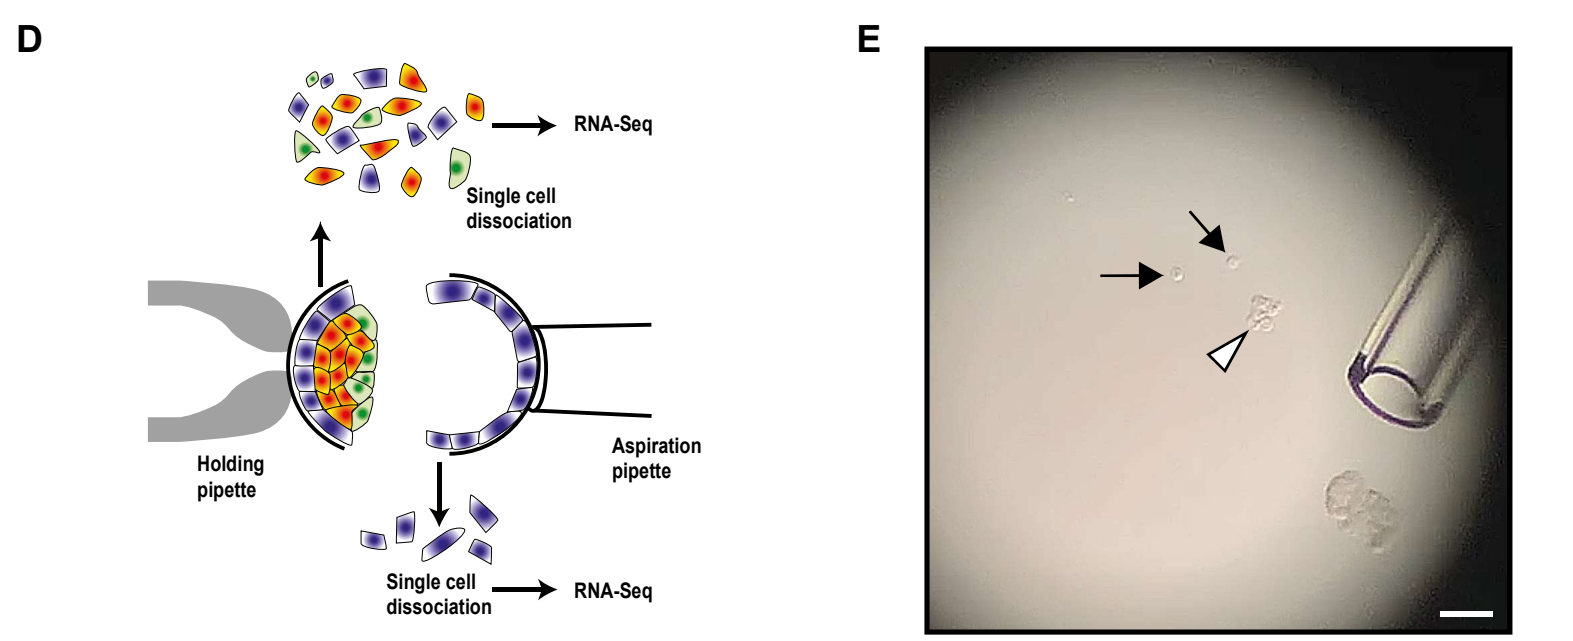 D
E
RNA-Seq
Single cell
dissociation
Holding
pipette
Aspiration
pipette
Single cell
dissociation
RNA-Seq